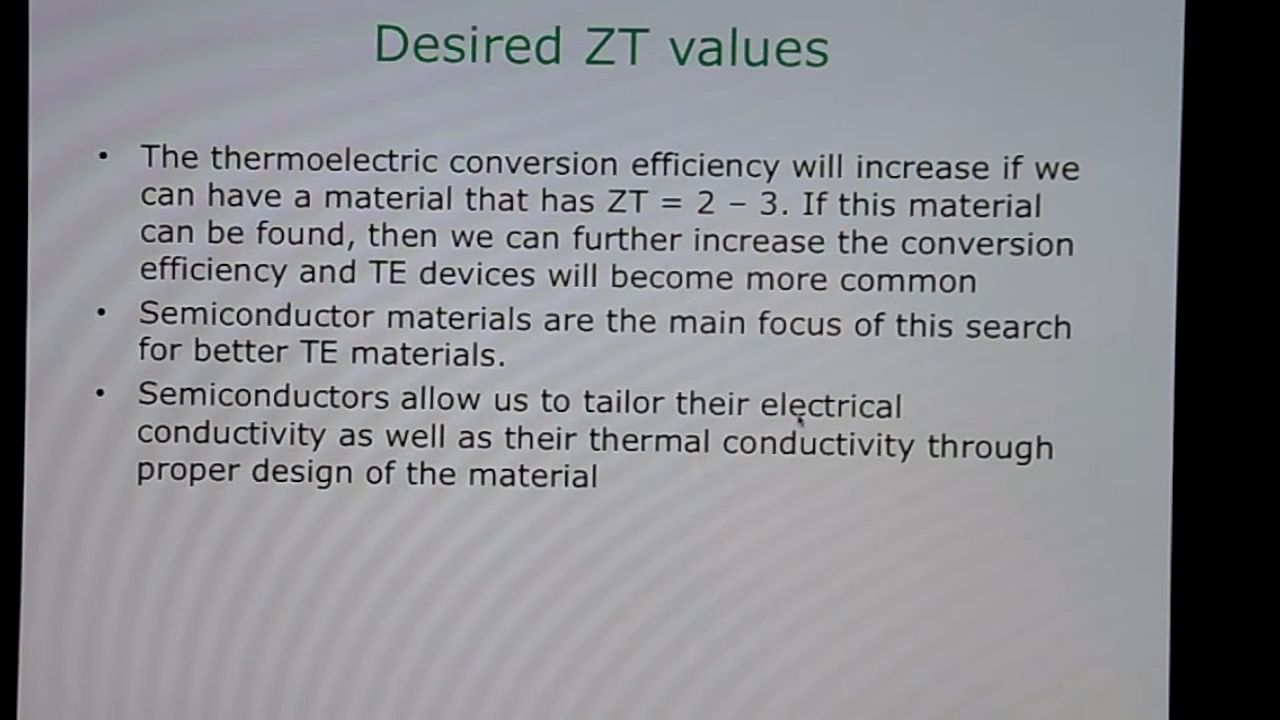 Desired ZT values
• The thermoelectric conversion efficiency will increase if we
can have a material that has ZT = 2 – 3. If this material
can be found, then we can further increase the conversion
efficiency and TE devices will become more common
• Semiconductor materials are the main focus of this search
for better TE materials.
• Semiconductors allow us to tailor their electrical
conductivity as well as their thermal conductivity through
proper design of the material